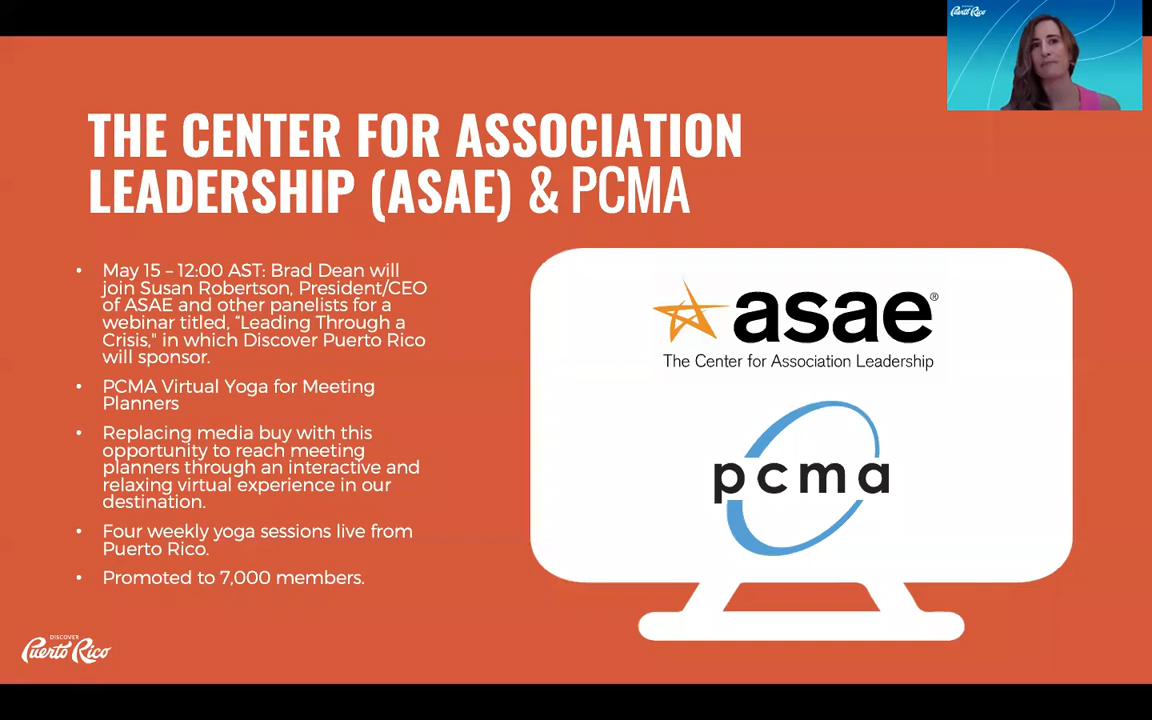 Puerto Rico
THE CENTER FOR ASSOCIATION
LEADERSHIP (ASAE) & PCMA
• May 15 – 12:00 AST: Brad Dean will
join Susan Robertson, President/CEO
of ASAE and other panelists for a
webinar titled, “Leading Through a
Crisis," in which Discover Puerto Rico
will sponsor.
• PCMA Virtual Yoga for Meeting
Planners
• Replacing media buy with this
opportunity to reach meeting
planners through an interactive and
relaxing virtual experience in our
destination.
• Four weekly yoga sessions live from
Puerto Rico.
• Promoted to 7,000 members.
asae®
The Center for Association Leadership
pcma
DISCOVER
Puerto Rico